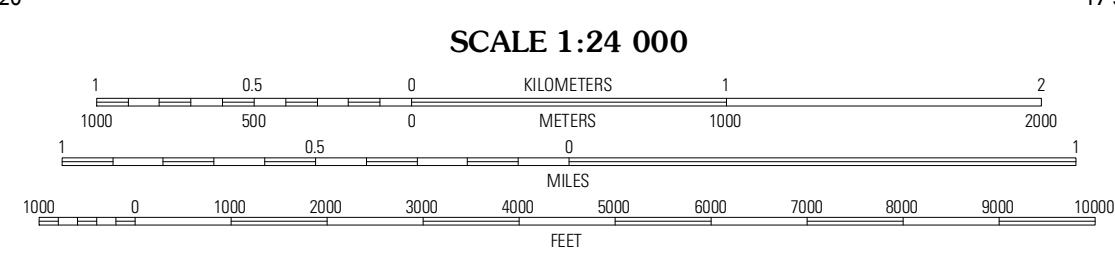 20
SCALE 1:24 000
1 0.5 0 KILOMETERS 1 2
1000 500 0 METERS 1000 2000
1 0.5 0 1
MILES
1000 0 1000 2000 3000 4000 5000 6000 7000 8000 9000 10000
FEET